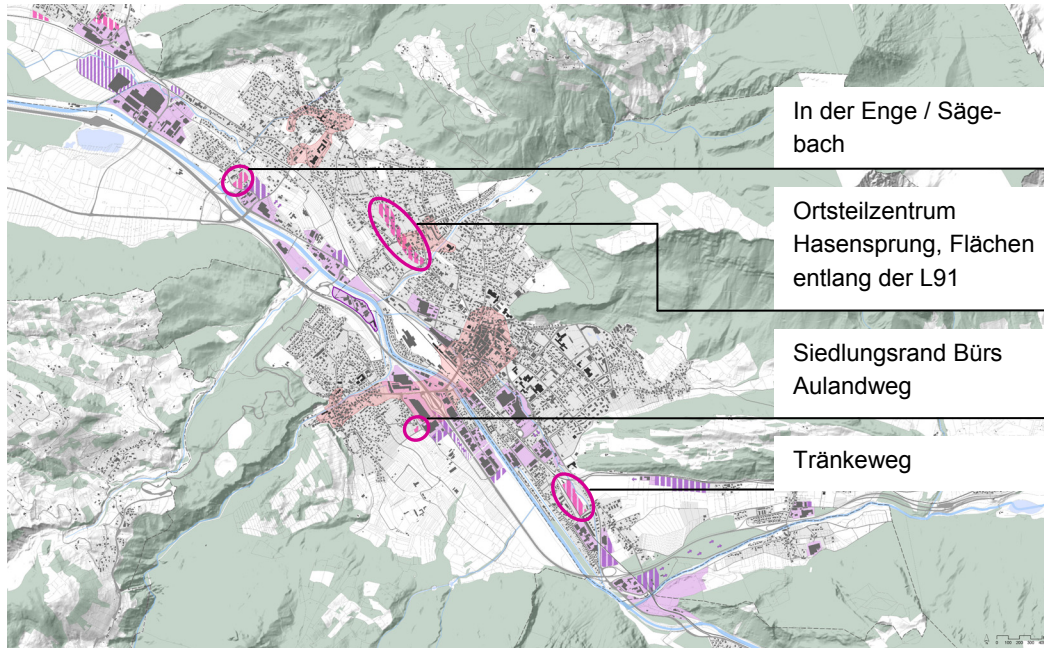 In der Enge / Säge-
bach
Ortsteilzentrum
Hasensprung, Flächen
entlang der L91
Siedlungsrand Bürs
Aulandweg
Tränkeweg